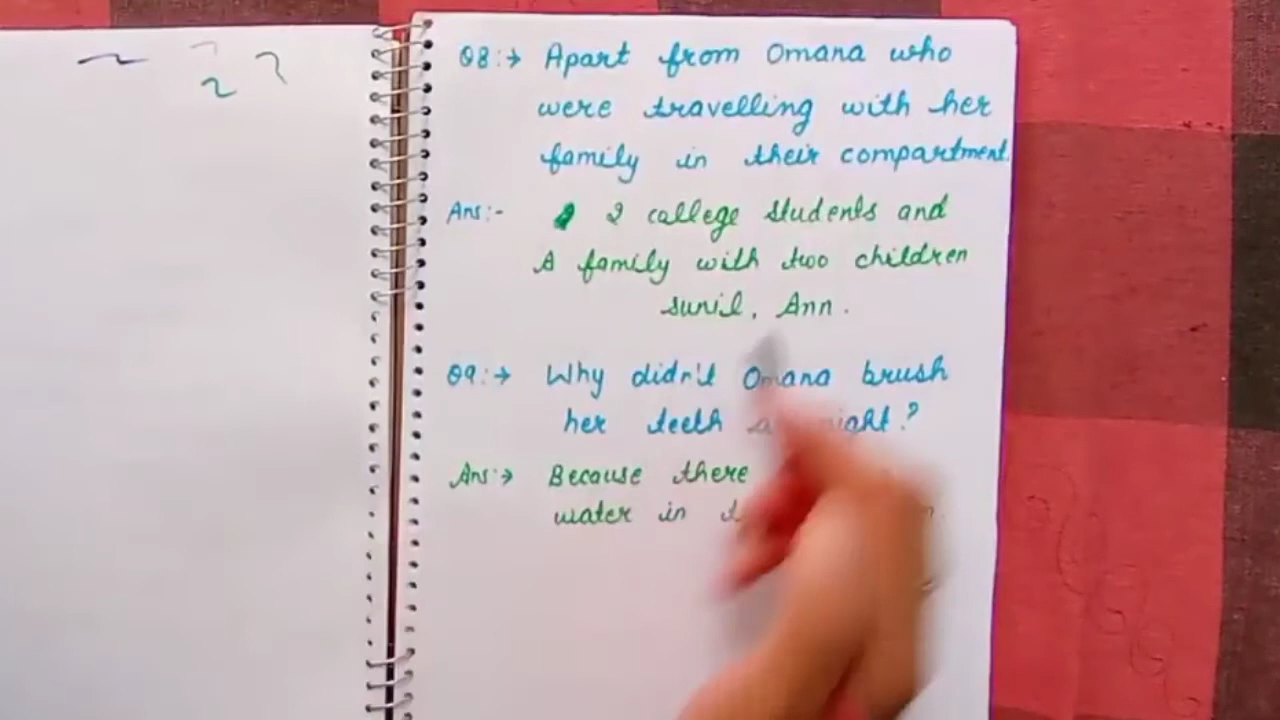 Q8:→ Apart from Omana who
were travelling with her
family in their compartment.
Ans:- 2 college students and
A family with two children
sunil, Ann.
Q9:→ Why didn't Omana brush
her teeth night?
Ans:→ Because there
water in